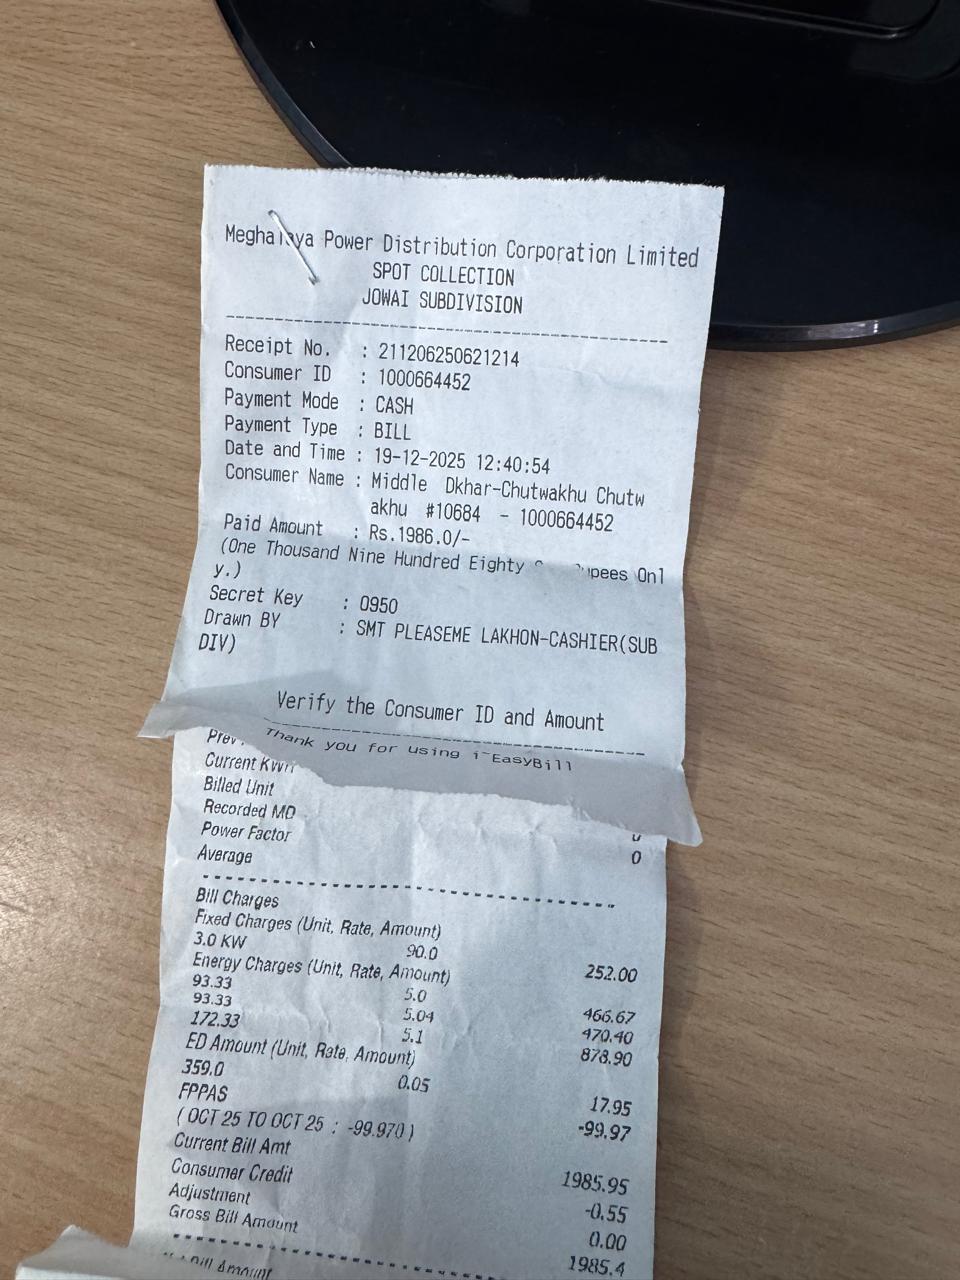 Meghalaya Power Distribution Corporation Limited
SPOT COLLECTION
JOWAI SUBDIVISION
Receipt No. : 211206250621214
Consumer ID : 1000664452
Payment Mode : CASH
Payment Type : BILL
Date and Time : 19-12-2025 12:40:54
Consumer Name : Middle Dkhar-Chutwakhu Chutw
akhu #10684 - 1000664452
Paid Amount : Rs.1986.0/-
(One Thousand Nine Hundred Eighty Onl
y.)
Secret Key : 0950
Drawn BY : SMT PLEASEME LAKHON-CASHIER(SUB
DIV)
Verify the Consumer ID and Amount
Thank you for using i-EasyBill
Current
Billed Unit
Recorded MD 0
Power Factor 0
Average
Bill Charges
Fixed Charges (Unit, Rate, Amount)
3.0 KW 90.0 252.00
Energy Charges (Unit, Rate, Amount)
93.33 5.0 466.67
93.33 5.04 470.40
172.33 5.1 878.90
ED Amount (Unit, Rate, Amount)
359.0 0.05 17.95
FPPAS -99.97
( OCT 25 TO OCT 25 : -99.970 )
Current Bill Amt 1985.95
Consumer Credit -0.55
Adjustment 0.00
Gross Bill Amount 1985.4
Bill Amount